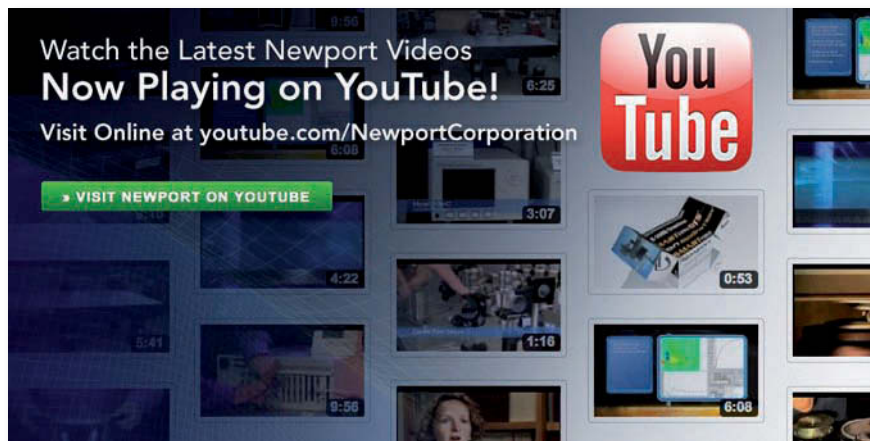 Watch the Latest Newport Videos
Now Playing on YouTube!
Visit Online at youtube.com/NewportCorporation
» VISIT NEWPORT ON YOUTUBE
You
Tube
9:56
6:25
6:08
3:07
4:22
0:53
5:41
1:16
9:56
6:08